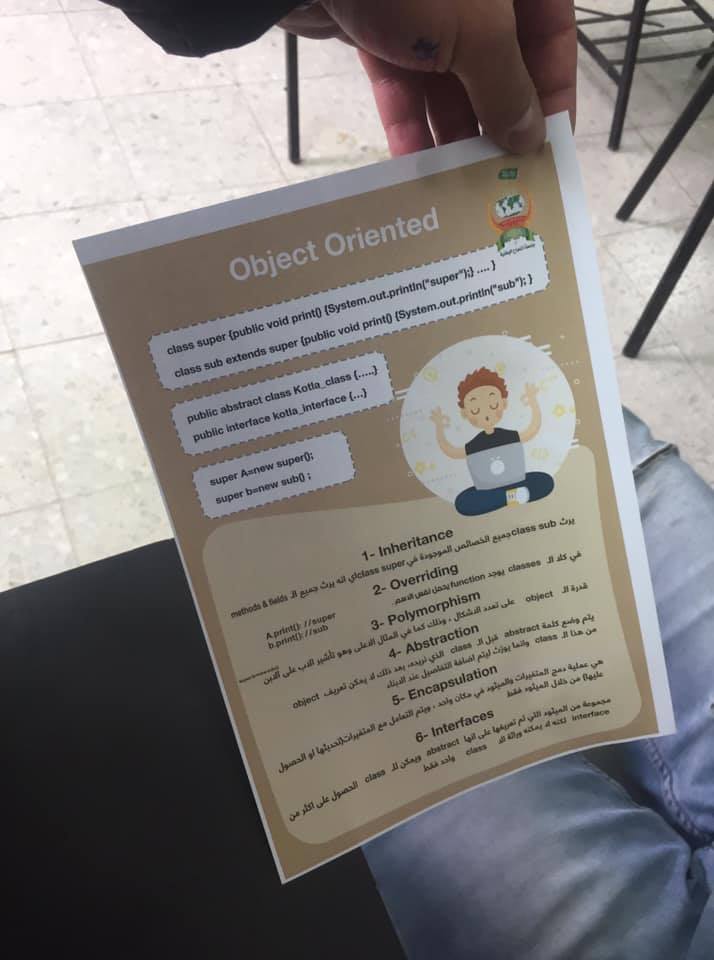 Object Oriented
class super {public void print() {System.out.println("super");} .... }
class sub extends super {public void print() {System.out.println("sub"); }
public abstract class Kotla_class {.....}
public interface kotla_interface {...}
super A=new super();
super b=new sub() ;
1- Inheritance
يرث class sub جميع الخصائص الموجودة في class super اي انه يرث جميع الـ methods & fields
2- Overriding
في كلا الـ classes يوجد function يحمل نفس الاسم.
A.print(); //super
b.print(); //sub
3- Polymorphism
قدرة الـ object على تعدد الاشكال ، وذلك كما في المثال الاعلى وهو تأشير الاب على الابن
4- Abstraction
يتم وضع كلمة abstract قبل الـ class الذي نريده، بعد ذلك لا يمكن تعريف object
من هذا الـ class وانما يورث ليتم اضافة التفاصيل عند الابناء
5- Encapsulation
هي عملية دمج المتغيرات والميثود في مكان واحد ، ويتم التعامل مع المتغيرات(تحديثها او الحصول
عليها) من خلال الميثود فقط
6- Interfaces
مجموعة من الميثود التي تم تعريفها على انها abstract ويمكن للـ class الحصول على اكثر من
interface لكنه لا يمكنه وراثة الا class واحد فقط